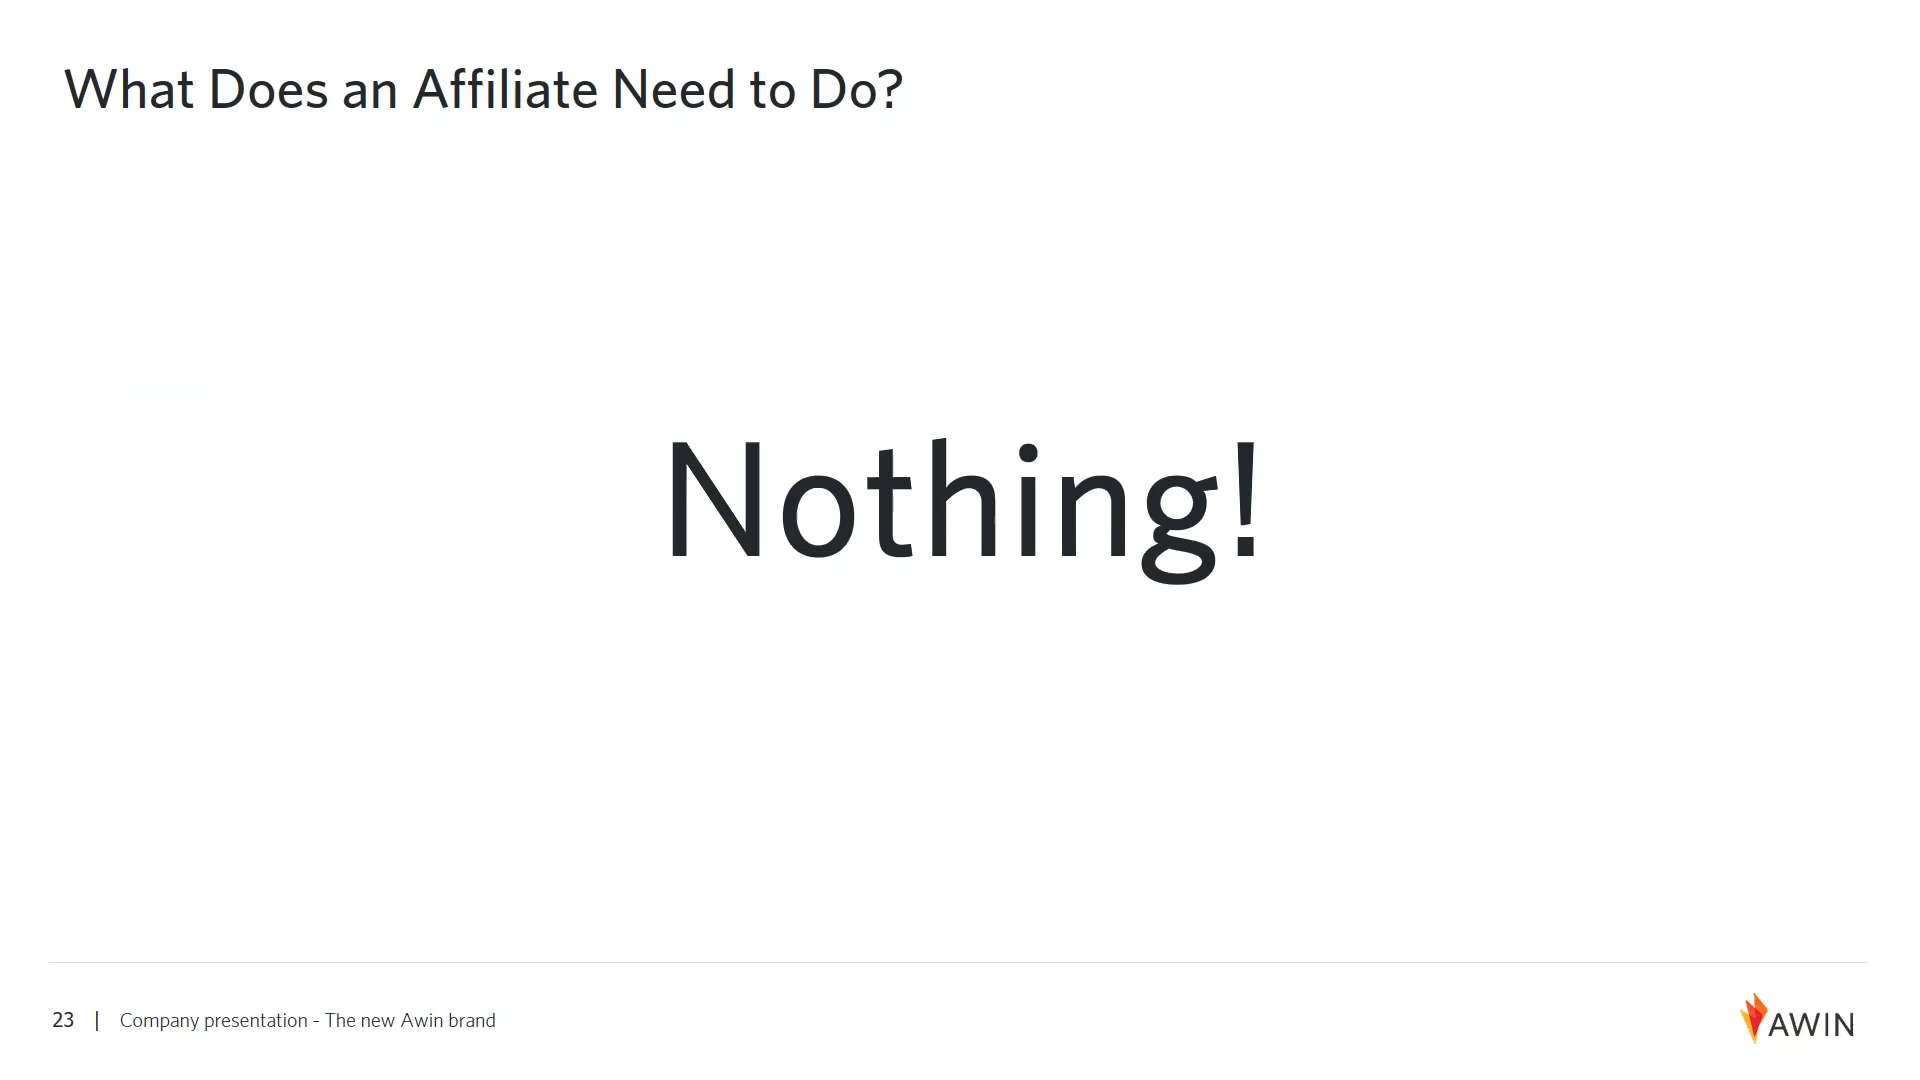 What Does an Affiliate Need to Do?
Nothing!
23 | Company presentation - The new Awin brand
AWIN